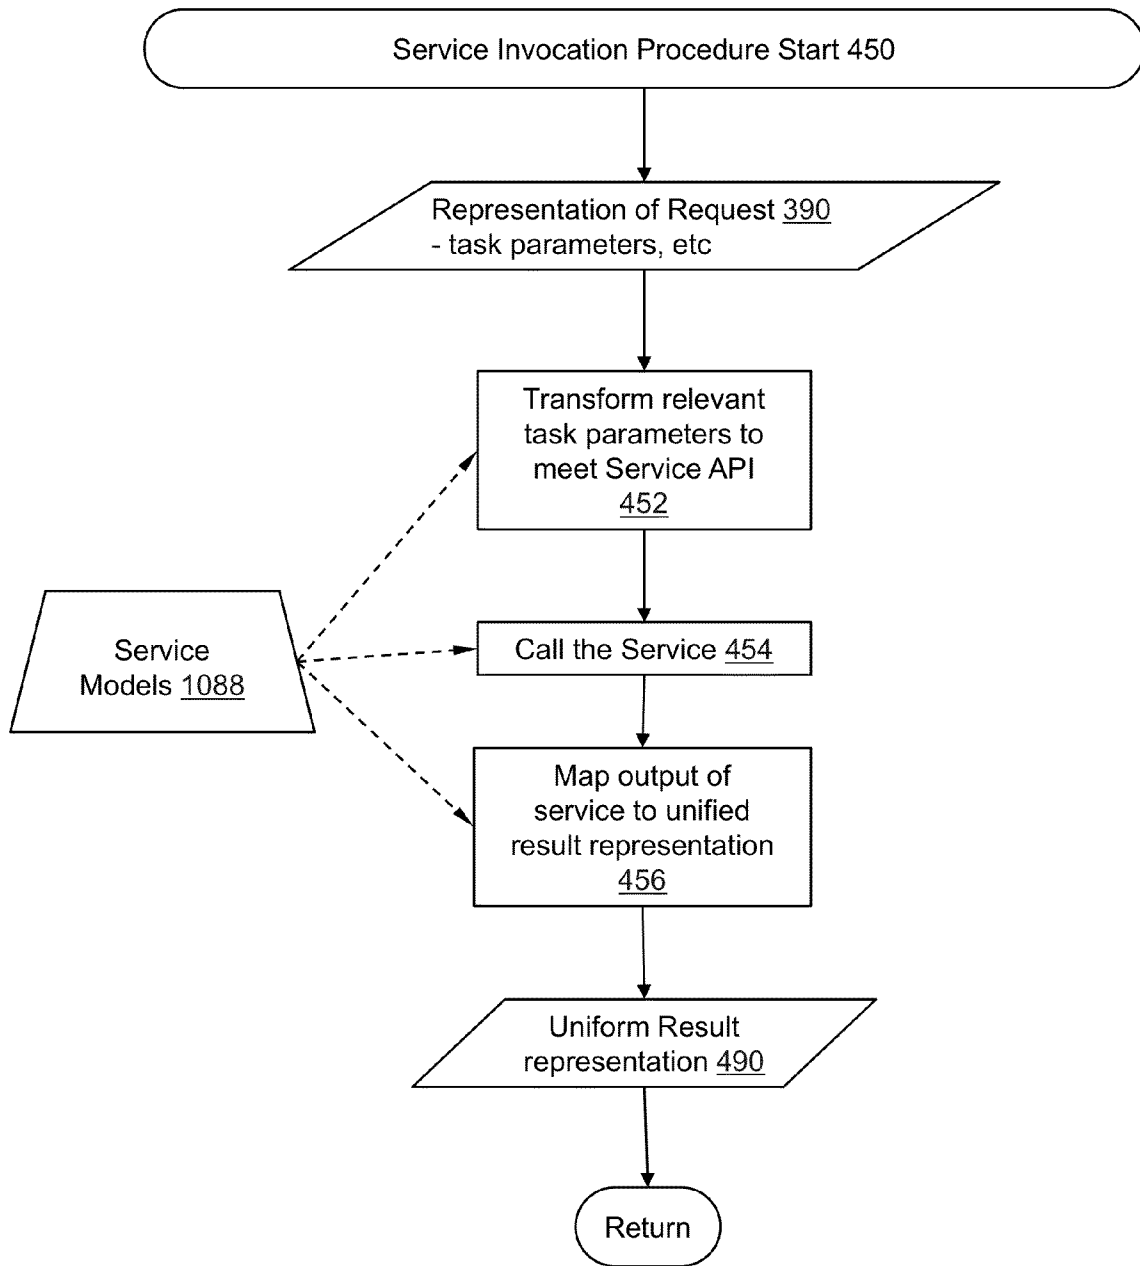 Service Invocation Procedure Start 450
Representation of Request 390
- task parameters, etc
Transform relevant
task parameters to
meet Service API
452
Service
Models 1088
Call the Service 454
Map output of
service to unified
result representation
456
Uniform Result
representation 490
Return